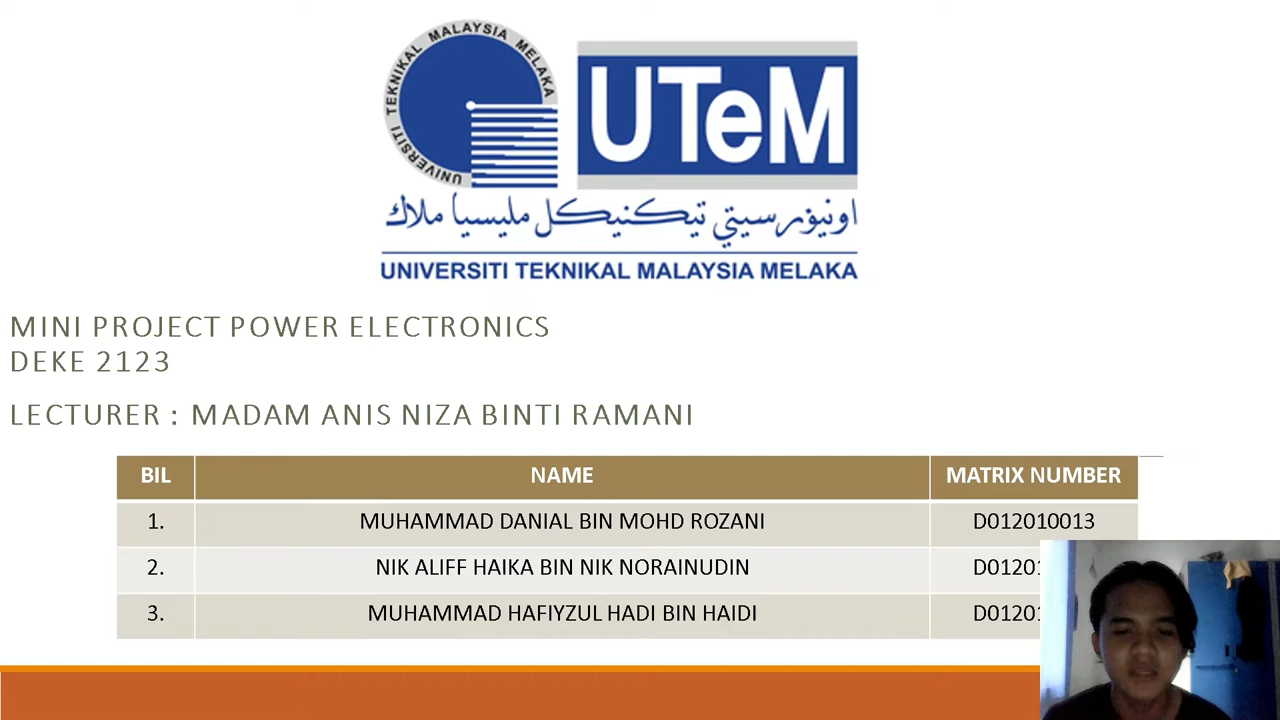 UNIVERSITI TEKNIKAL MALAYSIA MELAKA
UTeM
اونيۏرسيتي تيكنيكل مليسيا ملاك
UNIVERSITI TEKNIKAL MALAYSIA MELAKA
MINI PROJECT POWER ELECTRONICS
DEKE 2123
LECTURER : MADAM ANIS NIZA BINTI RAMANI
BIL NAME MATRIX NUMBER
1. MUHAMMAD DANIAL BIN MOHD ROZANI D012010013
2. NIK ALIFF HAIKA BIN NIK NORAINUDIN
3. MUHAMMAD HAFIYZUL HADI BIN HAIDI